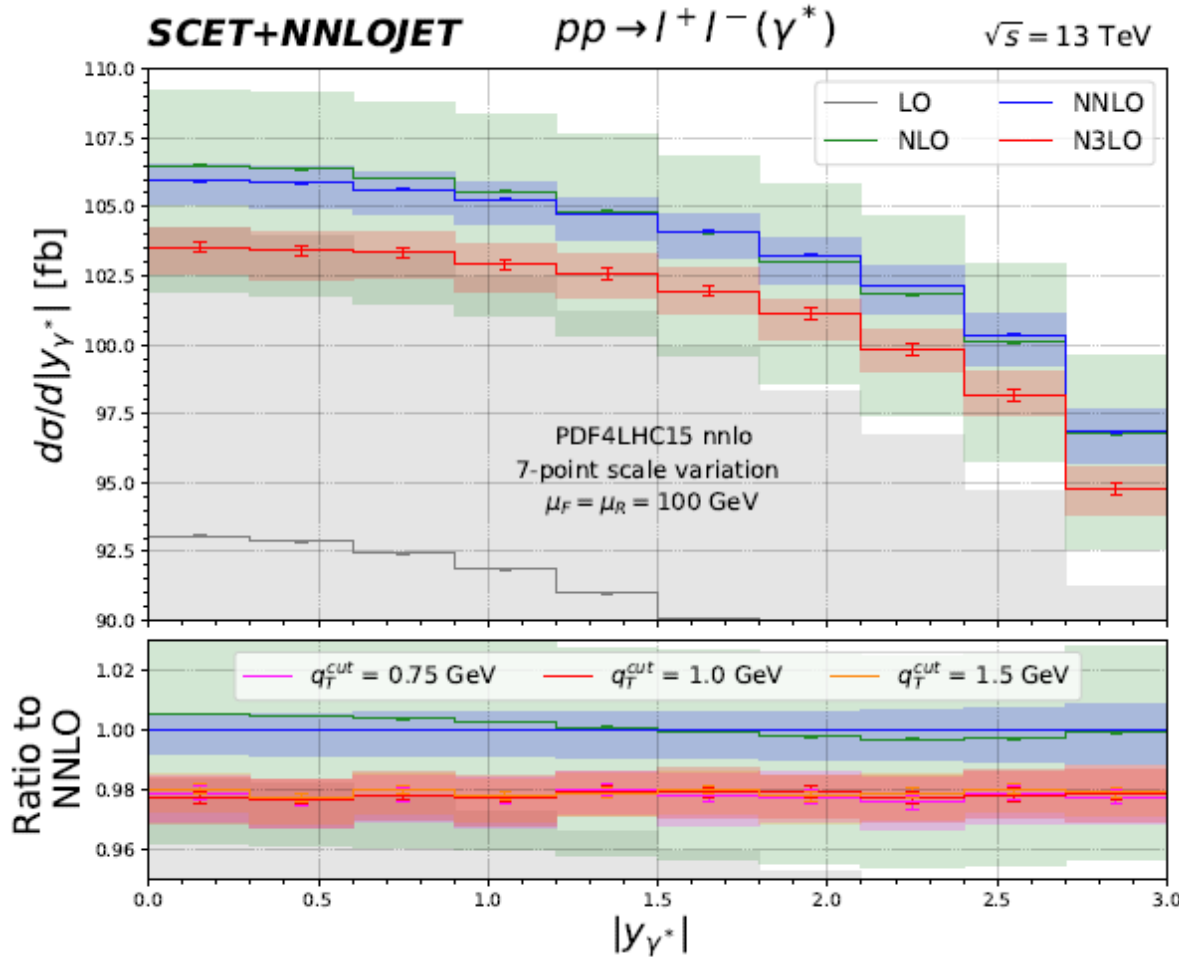 SCET+NNLOJET pp → l⁺l⁻(γ*) √s = 13 TeV
110.0
107.5
105.0
102.5
100.0
97.5
95.0
92.5
90.0
dσ/d|y_γ*| [fb]
LO NNLO
NLO N3LO
PDF4LHC15 nnlo
7-point scale variation
μ_F = μ_R = 100 GeV
1.02
1.00
0.98
0.96
Ratio to
NNLO
q_T^cut = 0.75 GeV q_T^cut = 1.0 GeV q_T^cut = 1.5 GeV
0.0 0.5 1.0 1.5 2.0 2.5 3.0
|y_γ*|